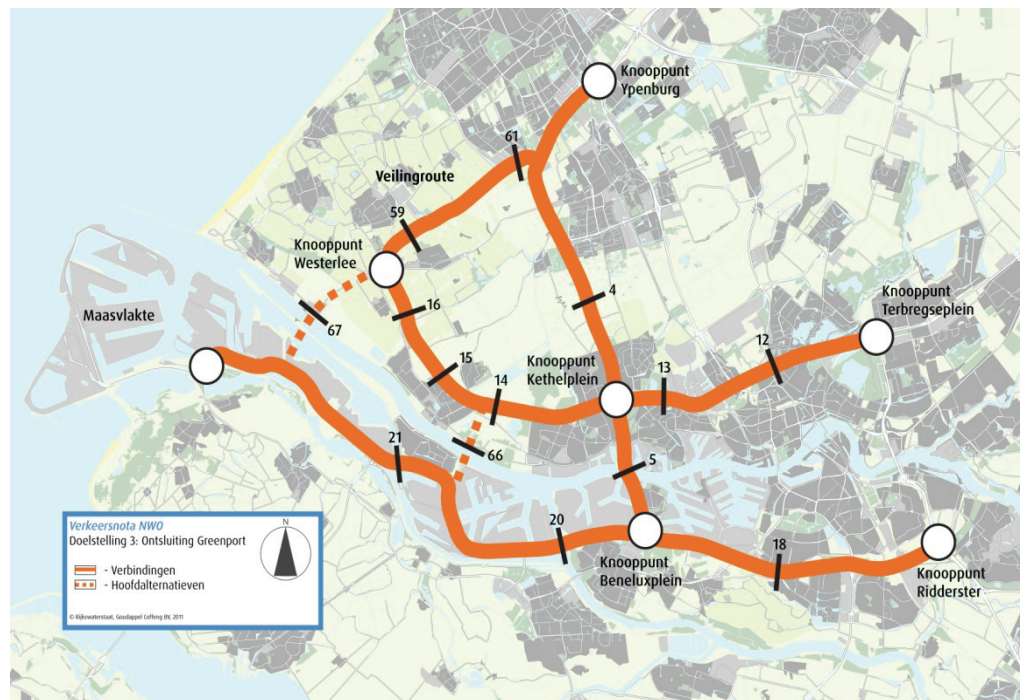 Knooppunt
Ypenburg
61
Veilingroute
59
Knooppunt
Westerlee
16
4
67
Maasvlakte
Knooppunt
Terbregseplein
12
15
Knooppunt
Kethelplein
13
14
66
21
5
20
18
Knooppunt
Beneluxplein
Knooppunt
Ridderster
Verkeersnota NWO
Doelstelling 3: Ontsluiting Greenport
N
- Verbindingen
- Hoofdalternatieven
© Rijkswaterstaat, Goudappel Coffeng BV, 2011